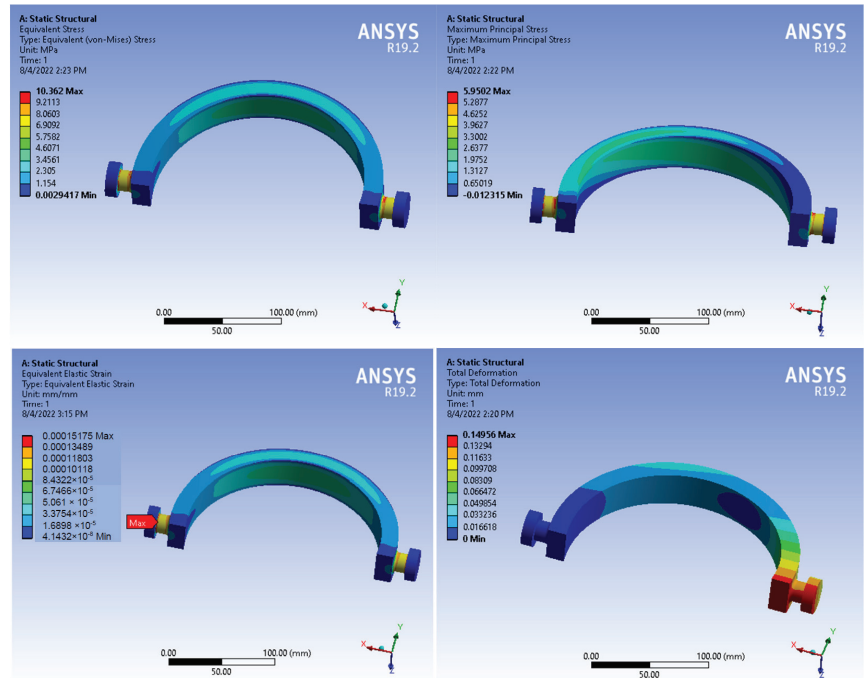 A: Static Structural
Equivalent Stress
Type: Equivalent (von-Mises) Stress
Unit: MPa
Time: 1
8/4/2022 2:23 PM
ANSYS
R19.2
10.362 Max
9.2113
8.0603
6.9092
5.7582
4.6071
3.4561
2.305
1.154
0.0029417 Min
Y
X
Z
0.00
100.00 (mm)
50.00
A: Static Structural
Maximum Principal Stress
Type: Maximum Principal Stress
Unit: MPa
Time: 1
8/4/2022 2:22 PM
ANSYS
R19.2
5.9502 Max
5.2877
4.6252
3.9627
3.3002
2.6377
1.9752
1.3127
0.65019
-0.012315 Min
Y
X
Z
0.00
100.00 (mm)
50.00
A: Static Structural
Equivalent Elastic Strain
Type: Equivalent Elastic Strain
Unit: mm/mm
Time: 1
8/4/2022 3:15 PM
ANSYS
R19.2
0.00015175 Max
0.00013489
0.00011803
0.00010118
8.4322×10⁻⁵
6.7466×10⁻⁵
5.061 × 10⁻⁵
3.3754×10⁻⁵
1.6898 ×10⁻⁵
4.1432×10⁻⁸ Min
Max
Y
X
Z
0.00
100.00 (mm)
50.00
A: Static Structural
Total Deformation
Type: Total Deformation
Unit: mm
Time: 1
8/4/2022 2:20 PM
ANSYS
R19.2
0.14956 Max
0.13294
0.11633
0.099708
0.08309
0.066472
0.049854
0.033236
0.016618
0 Min
Y
X
Z
0.00
100.00 (mm)
50.00